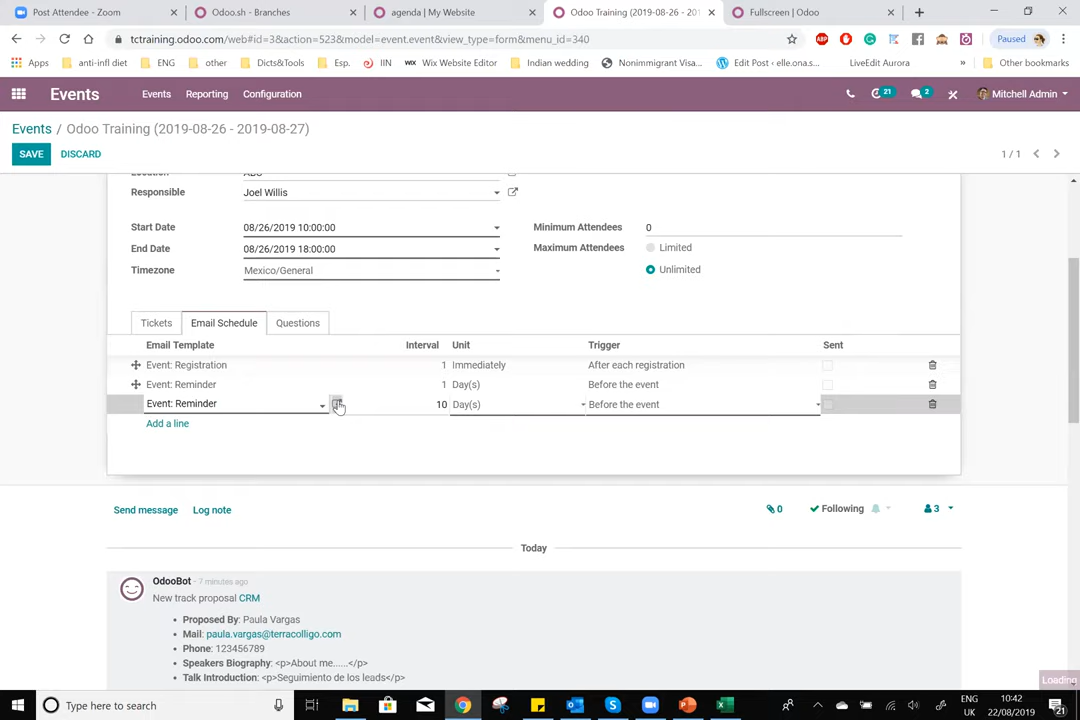 Post Attendee - Zoom
Odoo.sh - Branches
agenda | My Website
Odoo Training (2019-08-26 - 201
Fullscreen | Odoo
tctraining.odoo.com/web#id=3&action=523&model=event.event&view_type=form&menu_id=340
Paused
Apps
anti-infl diet
ENG
other
Dicts&Tools
Esp.
IIN
Wix Website Editor
Indian wedding
Nonimmigrant Visa...
Edit Post ‹ elle.ona.s...
LiveEdit Aurora
»
Other bookmarks
Events
Events
Reporting
Configuration
21
2
Mitchell Admin
Events / Odoo Training (2019-08-26 - 2019-08-27)
SAVE
DISCARD
1 / 1
Responsible
Joel Willis
Start Date
08/26/2019 10:00:00
Minimum Attendees
0
End Date
08/26/2019 18:00:00
Maximum Attendees
Limited
Timezone
Mexico/General
Unlimited
Tickets
Email Schedule
Questions
Email Template
Interval
Unit
Trigger
Sent
Event: Registration
1
Immediately
After each registration
Event: Reminder
1
Day(s)
Before the event
Event: Reminder
10
Day(s)
Before the event
Add a line
Send message
Log note
0
Following
3
Today
OdooBot - 7 minutes ago
New track proposal CRM
• Proposed By: Paula Vargas
• Mail: paula.vargas@terracolligo.com
• Phone: 123456789
• Speakers Biography: <p>About me......</p>
• Talk Introduction: <p>Seguimiento de los leads</p>
Loading
Type here to search
ENG
UK
10:42
22/08/2019
21